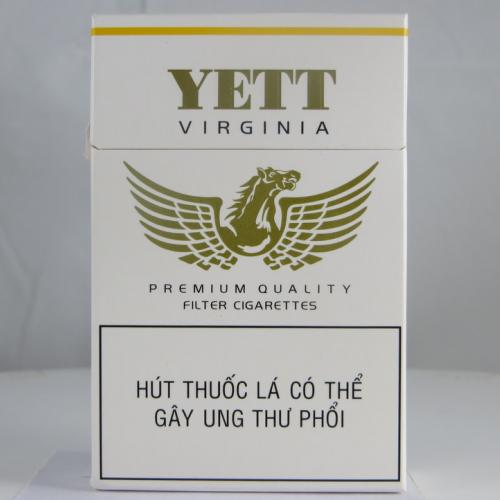 YETT
VIRGINIA
PREMIUM QUALITY
FILTER CIGARETTES
HÚT THUỐC LÁ CÓ THỂ
GÂY UNG THƯ PHỔI